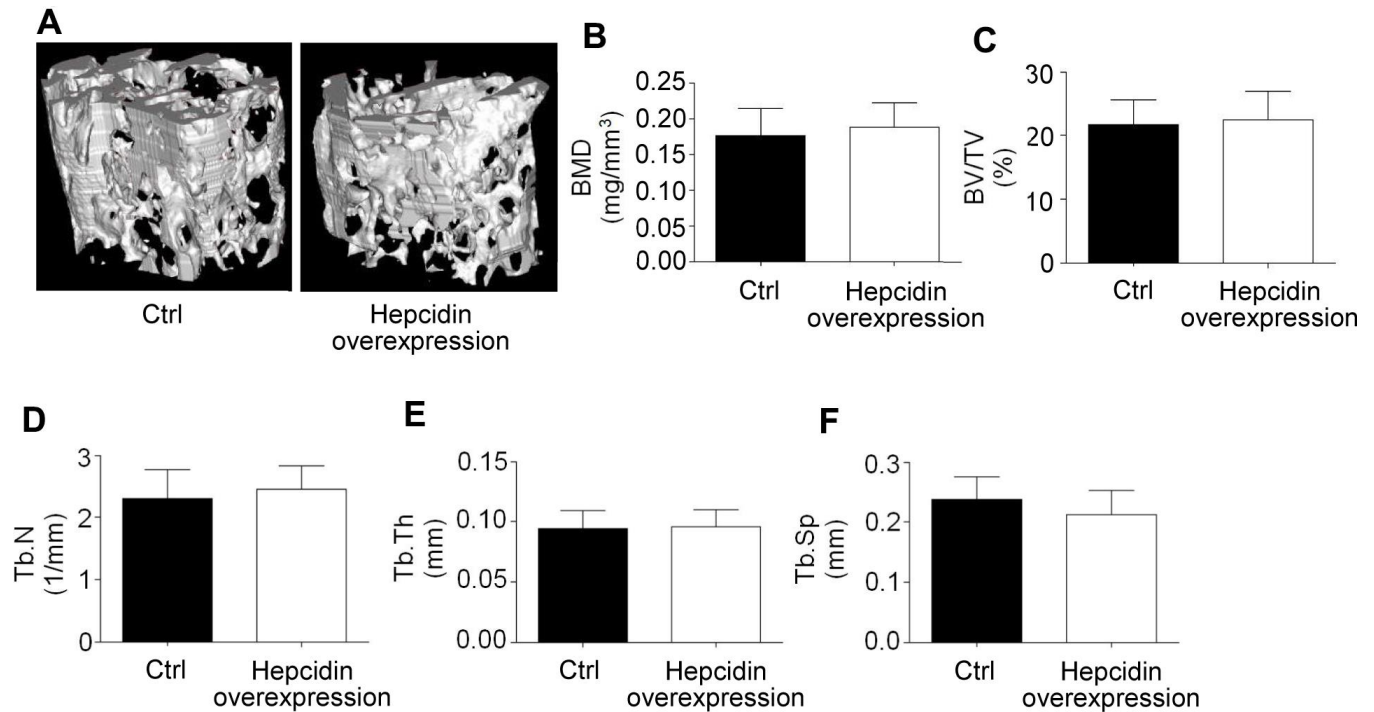 A
Ctrl
Hepcidin
overexpression
B
BMD
(mg/mm³)
0.25
0.20
0.15
0.10
0.05
0.00
Ctrl
Hepcidin
overexpression
C
BV/TV
(%)
30
20
10
0
Ctrl
Hepcidin
overexpression
D
Tb.N
(1/mm)
3
2
1
0
Ctrl
Hepcidin
overexpression
E
Tb.Th
(mm)
0.15
0.10
0.05
0.00
Ctrl
Hepcidin
overexpression
F
Tb.Sp
(mm)
0.3
0.2
0.1
0.0
Ctrl
Hepcidin
overexpression